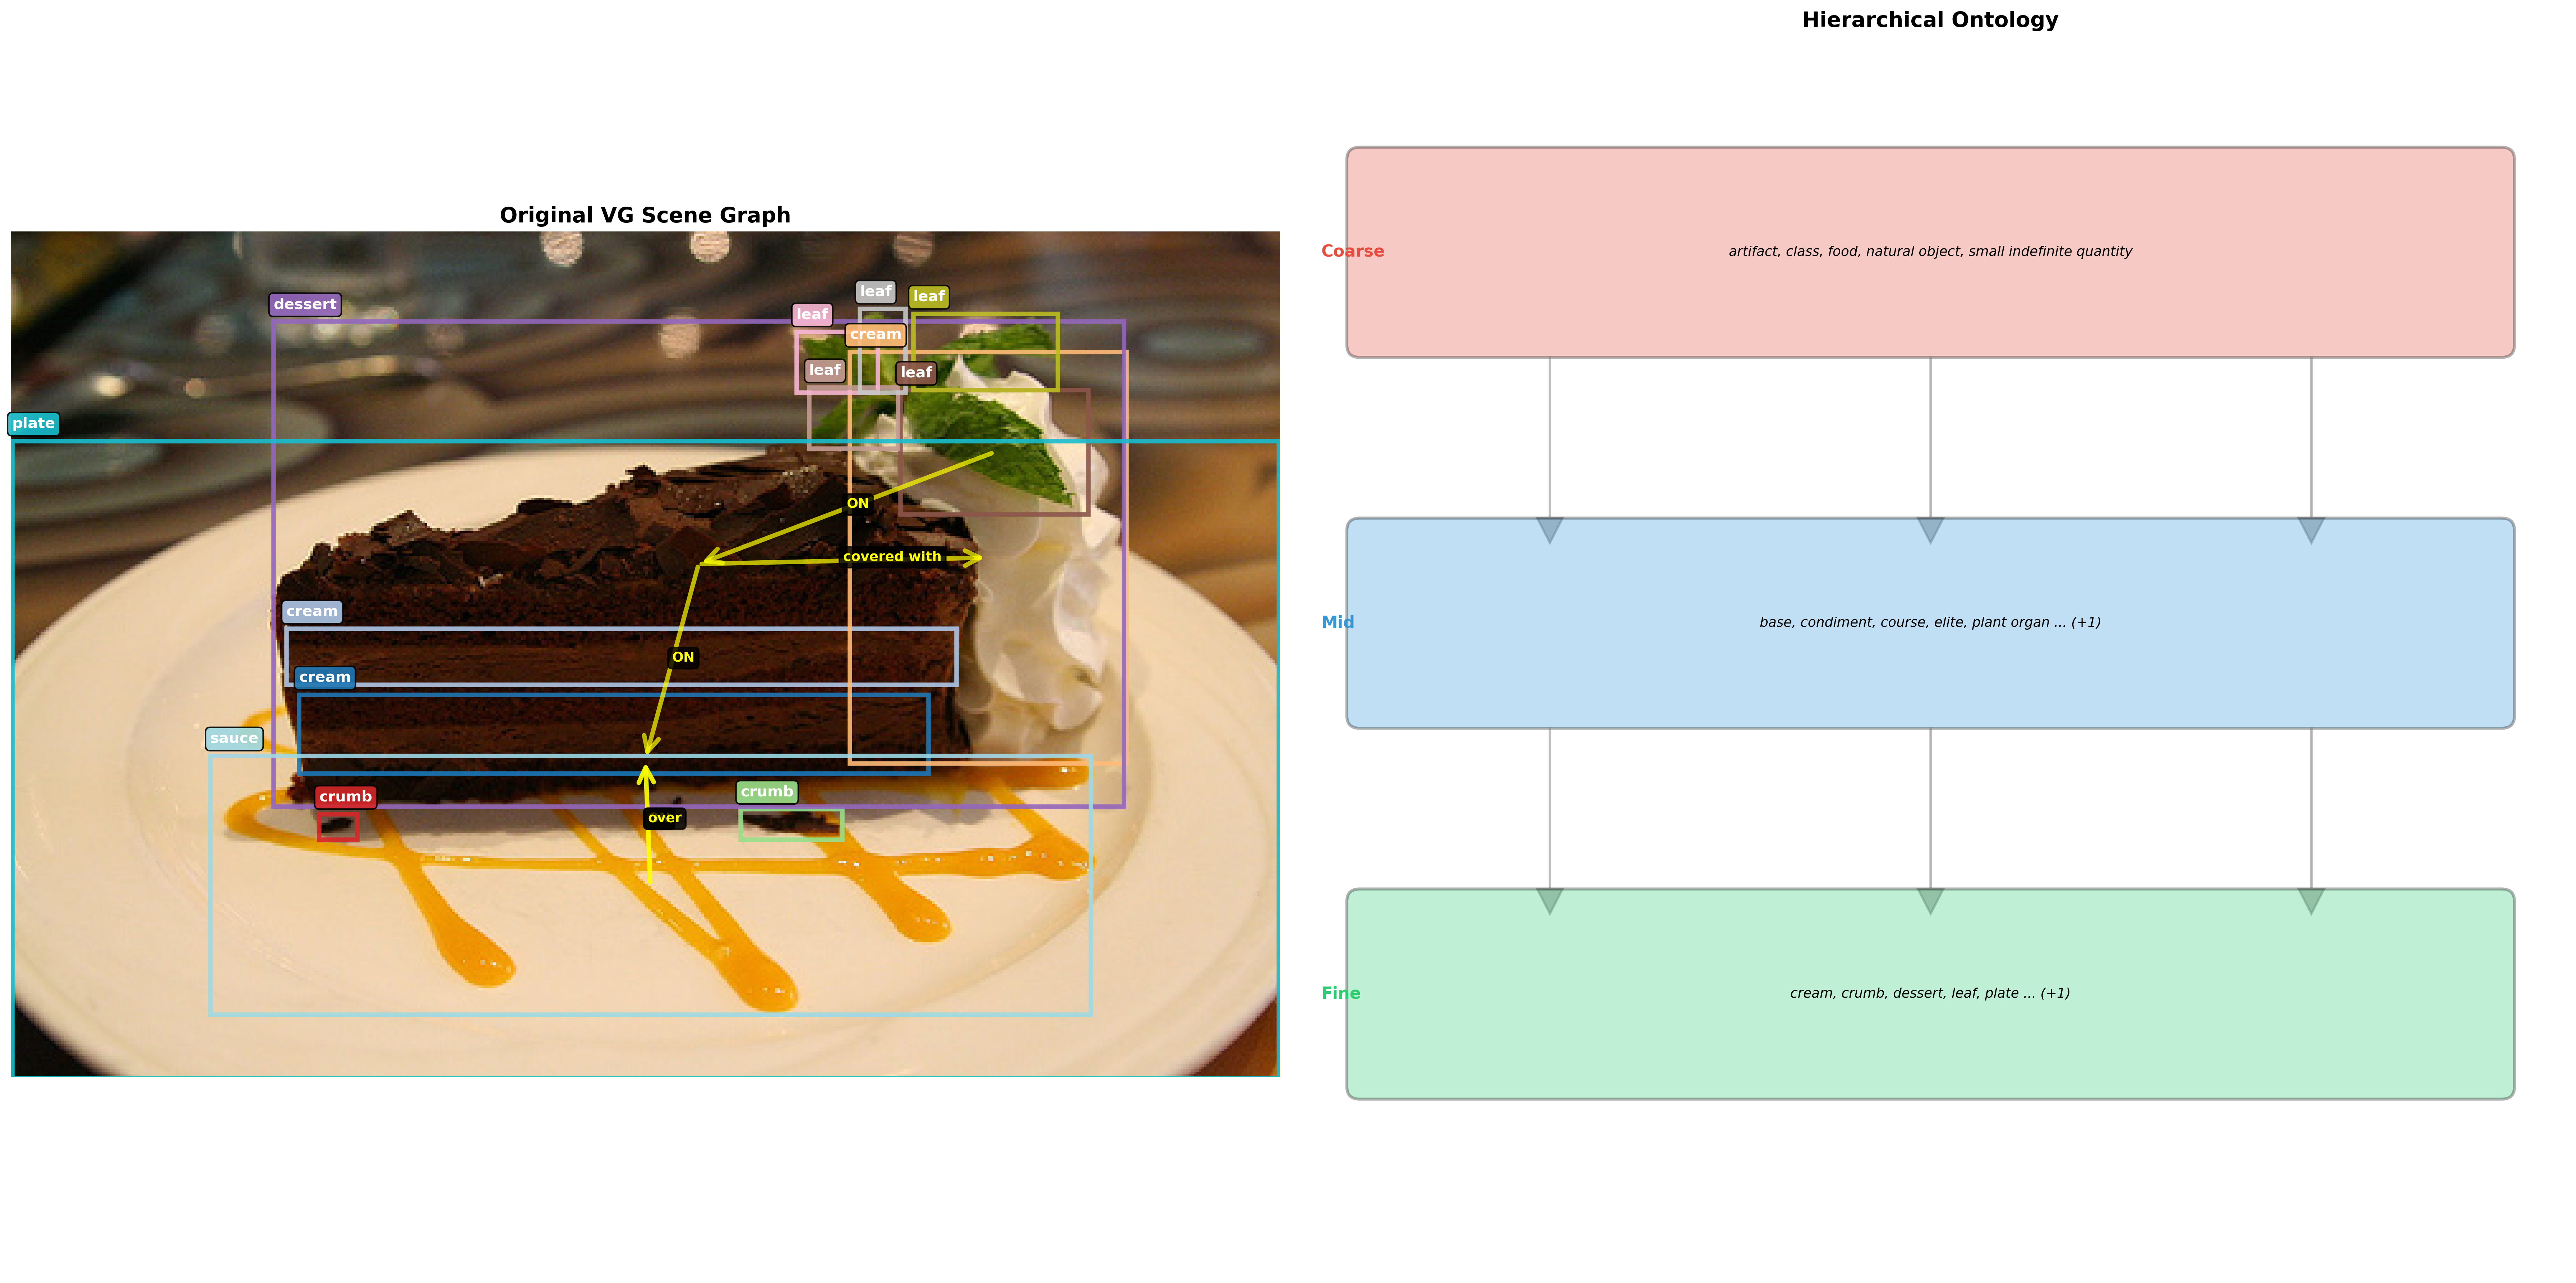 Hierarchical Ontology
Original VG Scene Graph
leaf
leaf
dessert
leaf
cream
leaf
leaf
plate
ON
covered with
cream
ON
cream
sauce
crumb
crumb
over
Coarse
artifact, class, food, natural object, small indefinite quantity
Mid
base, condiment, course, elite, plant organ ... (+1)
Fine
cream, crumb, dessert, leaf, plate ... (+1)